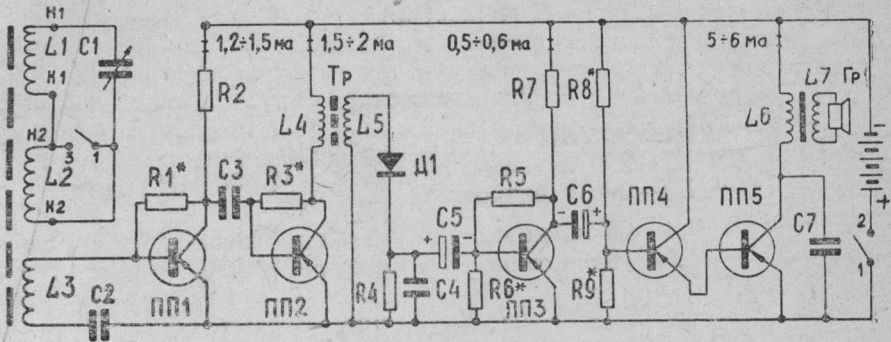 К1
L1
C1
К1
К2
3
1
L2
К2
L3
C2
1,2÷1,5 ма
R2
R1*
C3
ПП1
1,5÷2 ма
Тр
L4
L5
R3*
ПП2
Д1
R4
C4
+
C5
-
0,5÷0,6 ма
R7
R5
R6*
ПП3
-
C6
+
R8*
R9*
ПП4
5÷6 ма
L6
L7
Гр
ПП5
C7
-
+
2
1